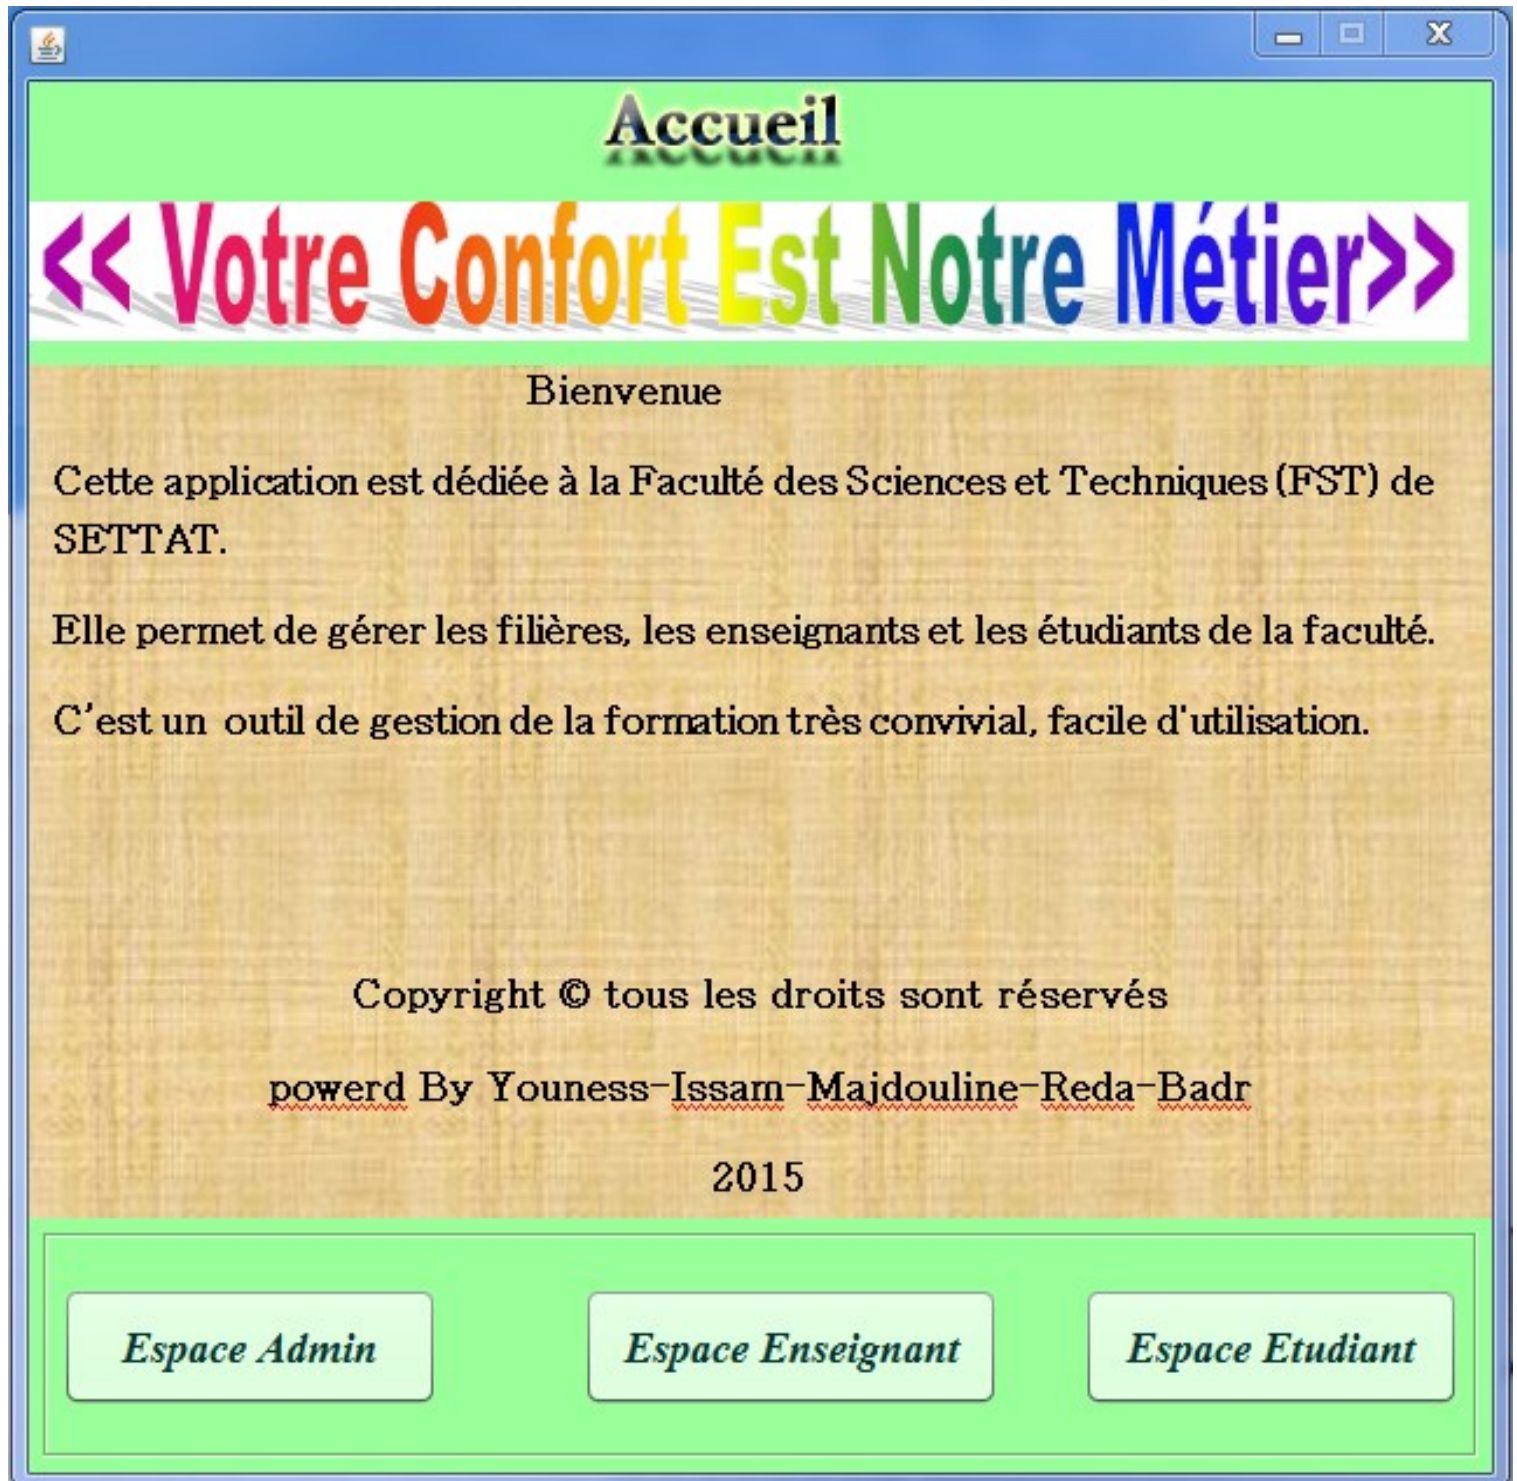 Accueil
<< Votre Confort Est Notre Métier>>
Bienvenue
Cette application est dédiée à la Faculté des Sciences et Techniques (FST) de
SETTAT.
Elle permet de gérer les filières, les enseignants et les étudiants de la faculté.
C’est un outil de gestion de la formation très convivial, facile d'utilisation.
Copyright © tous les droits sont réservés
powerd By Youness-Issam-Majdouline-Reda-Badr
2015
Espace Admin
Espace Enseignant
Espace Etudiant